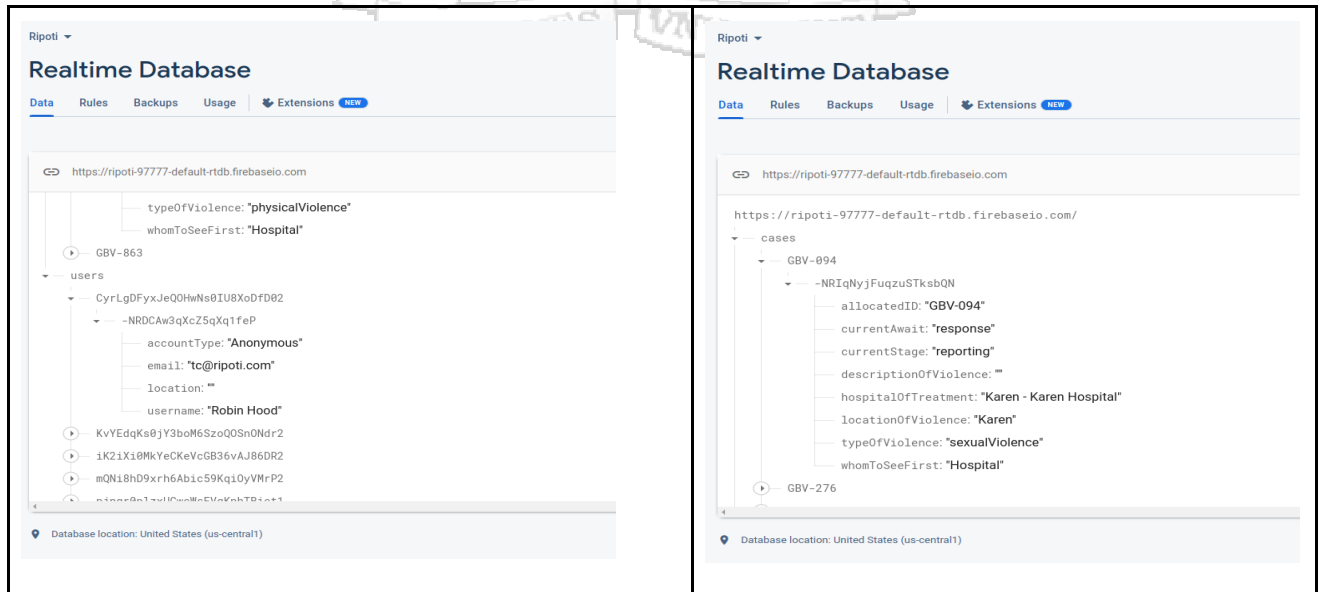 Ripoti
Realtime Database
Data Rules Backups Usage Extensions NEW
https://ripoti-97777-default-rtdb.firebaseio.com
typeOfViolence: "physicalViolence"
whomToSeeFirst: "Hospital"
GBV-863
users
CyrLgDFyxJeQOHwNs0IU8XoDfD02
-NRDCAw3qXcZ5qXq1feP
accountType: "Anonymous"
email: "tc@ripoti.com"
location: ""
username: "Robin Hood"
KvYEdqKs0jY3boM6SzoQOSnONdr2
iK2iXi0MkYeCKeVcGB36vAJ86DR2
mQNi8hD9xrh6Abic59KqiOyVMrP2
Database location: United States (us-central1)
Ripoti
Realtime Database
Data Rules Backups Usage Extensions NEW
https://ripoti-97777-default-rtdb.firebaseio.com
https://ripoti-97777-default-rtdb.firebaseio.com/
cases
GBV-094
-NRIqNyjFuqzuSTksbQN
allocatedID: "GBV-094"
currentAwait: "response"
currentStage: "reporting"
descriptionOfViolence: ""
hospitalOfTreatment: "Karen - Karen Hospital"
locationOfViolence: "Karen"
typeOfViolence: "sexualViolence"
whomToSeeFirst: "Hospital"
GBV-276
Database location: United States (us-central1)